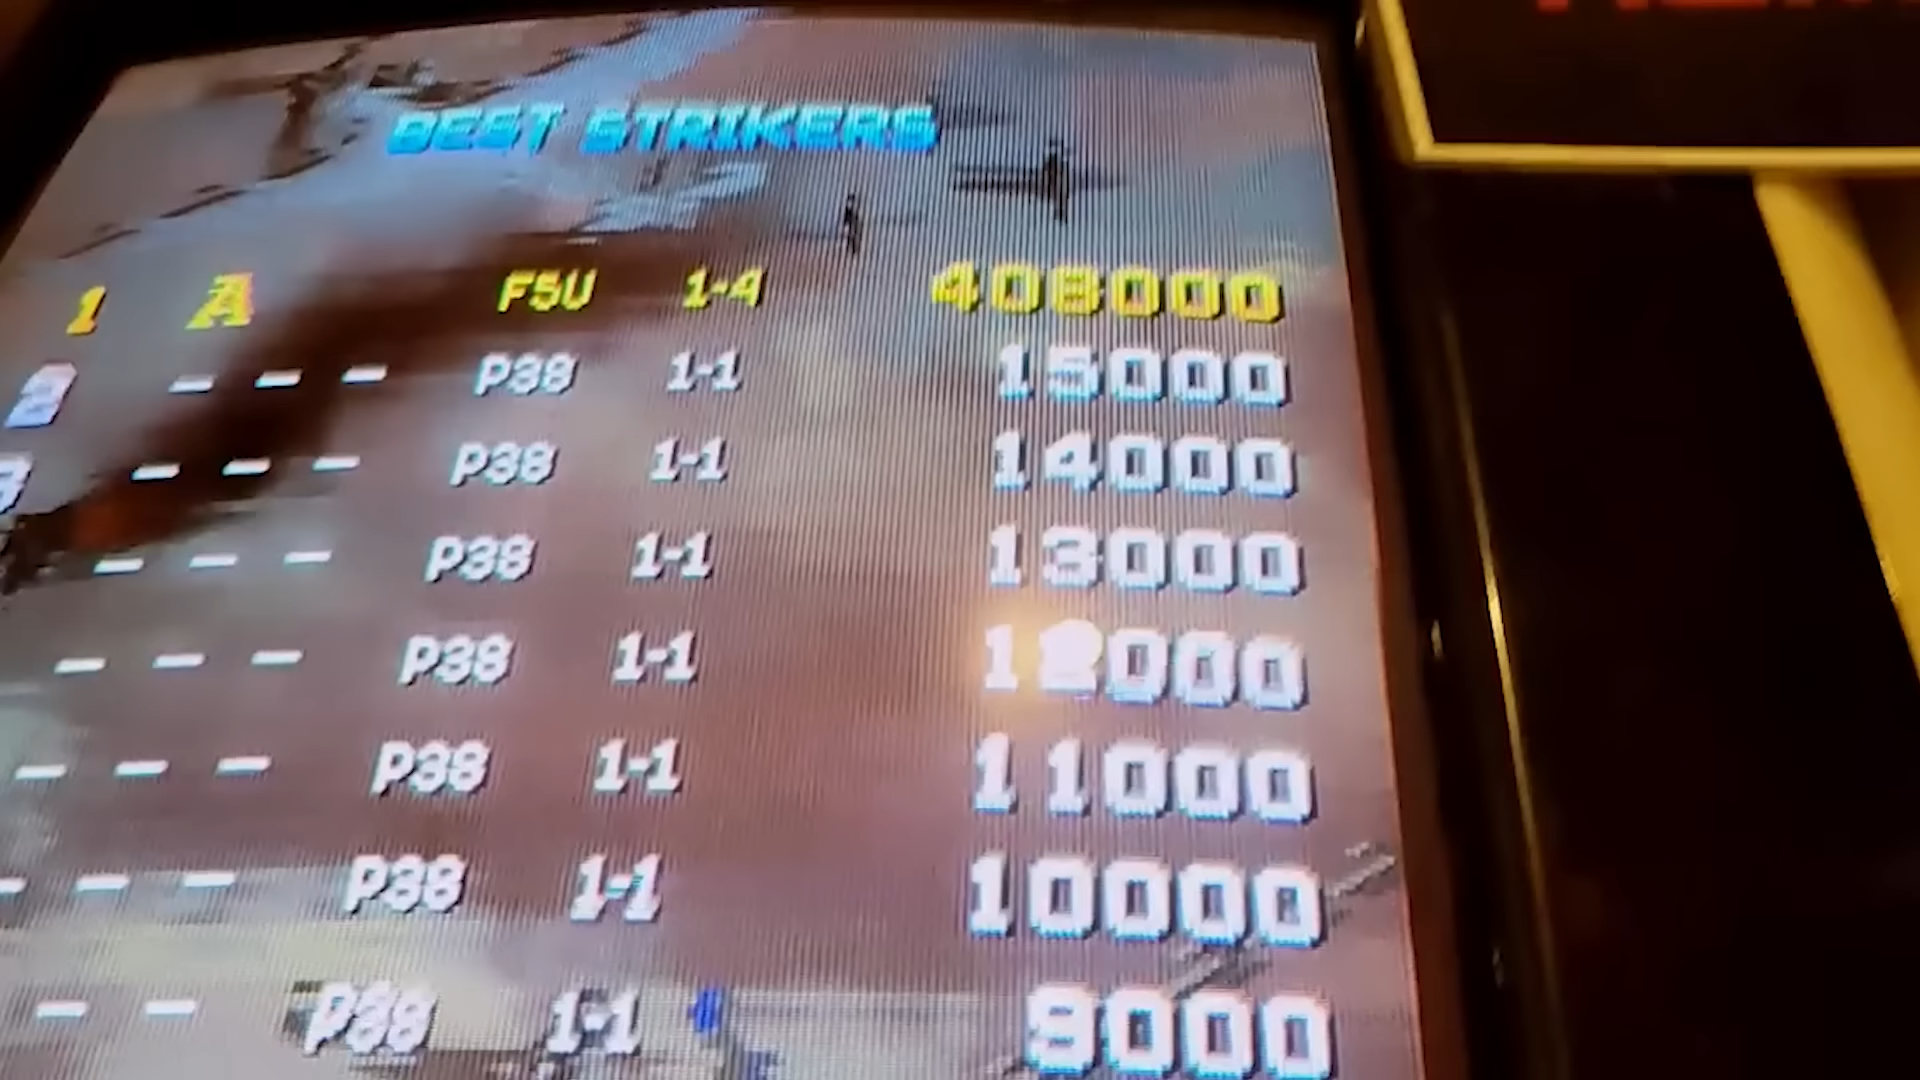 BEST STRIKERS
1 A F5U 1-4 408000
2 - - - P38 1-1 15000
3 - - - P38 1-1 14000
- - - P38 1-1 13000
- - - P38 1-1 12000
- - - P38 1-1 11000
- - - P38 1-1 10000
- - P38 1-1 9000